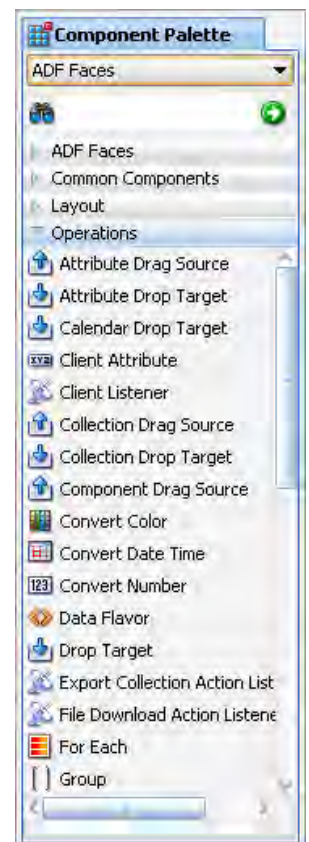 Component Palette
ADF Faces
ADF Faces
Common Components
Layout
Operations
Attribute Drag Source
Attribute Drop Target
Calendar Drop Target
Client Attribute
Client Listener
Collection Drag Source
Collection Drop Target
Component Drag Source
Convert Color
Convert Date Time
123 Convert Number
Data Flavor
Drop Target
Export Collection Action List
File Download Action Listene
For Each
[ ] Group